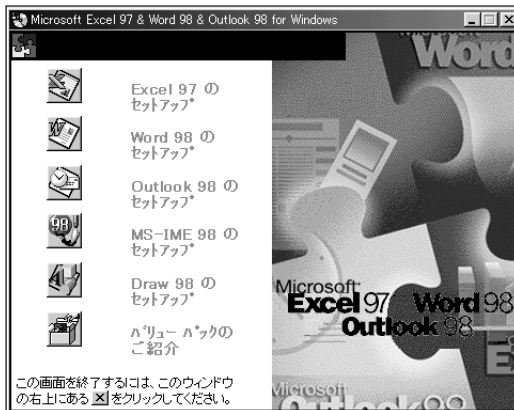 Microsoft Excel 97 & Word 98 & Outlook 98 for Windows
Microsoft
Word
Excel 97 の
セットアップ
Word 98 の
セットアップ
Outlook 98 の
セットアップ
98
MS-IME 98 の
セットアップ
Draw 98 の
セットアップ
バリュー パックの
ご紹介
Microsoft
Excel 97 Word 98
Outlook 98
この画面を終了するには、このウィンドウ
の右上にある × をクリックしてください。
Microsoft
Outlook 98